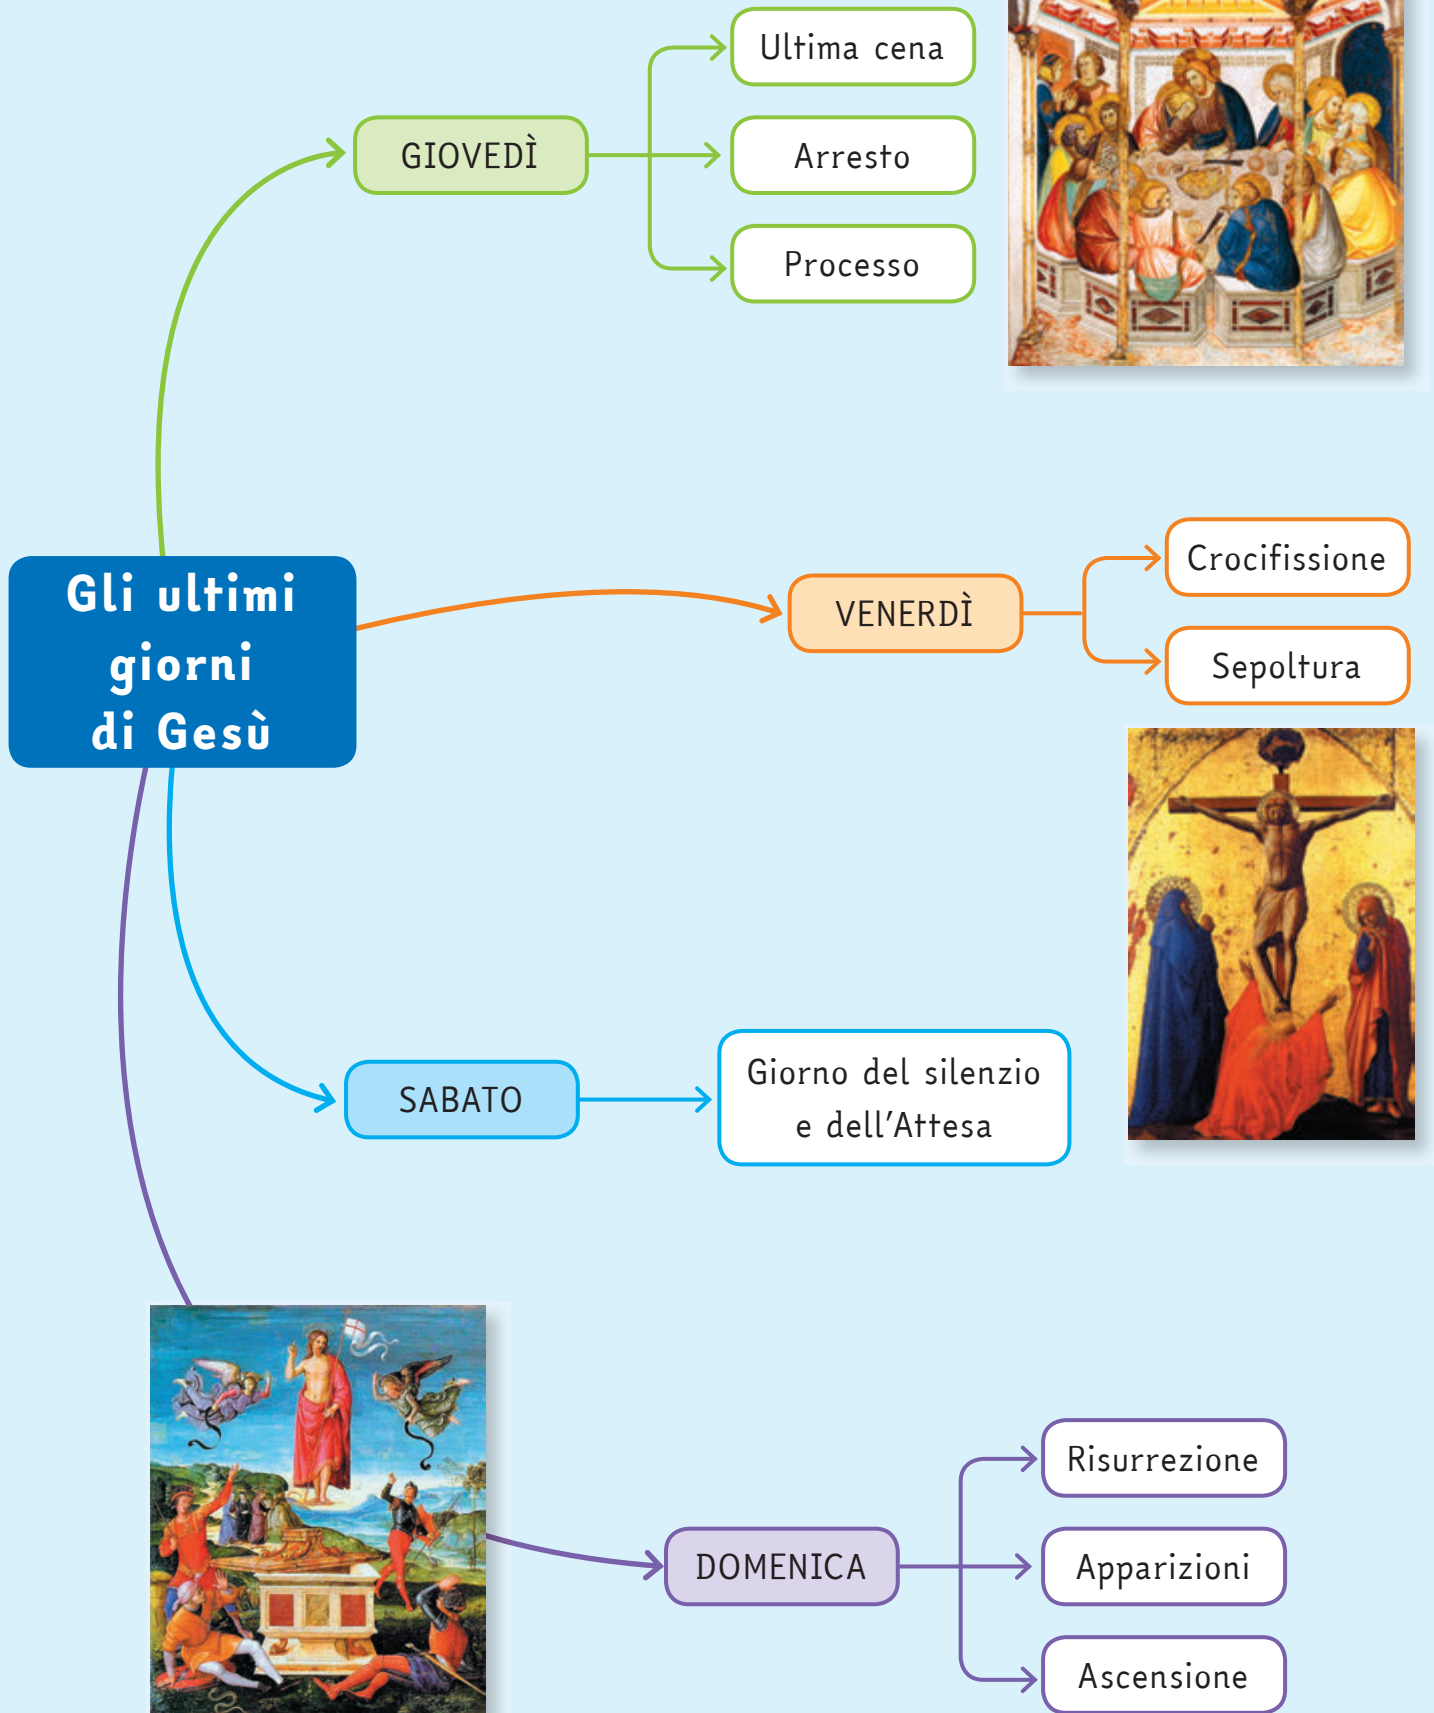 Ultima cena
GIOVEDÌ
Arresto
Processo
Gli ultimi
giorni
di Gesù
VENERDÌ
Crocifissione
Sepoltura
SABATO
Giorno del silenzio
e dell'Attesa
DOMENICA
Risurrezione
Apparizioni
Ascensione